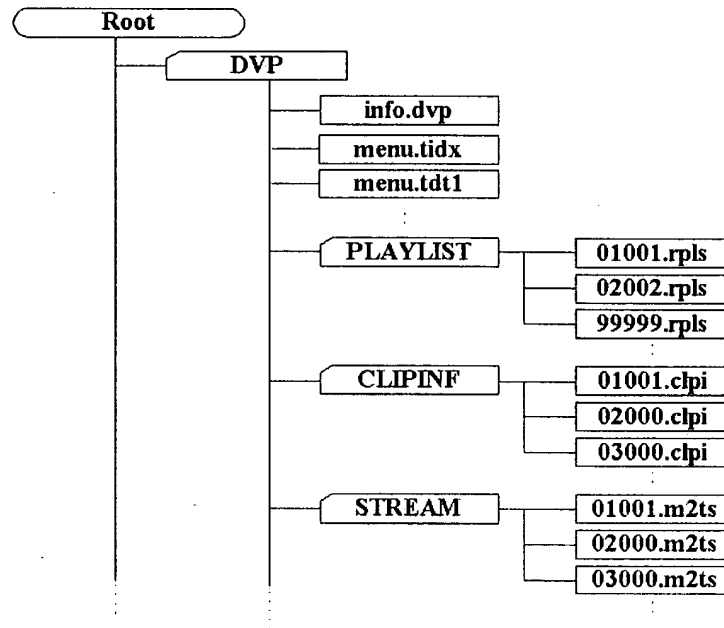 Root
DVP
info.dvp
menu.tidx
menu.tdt1
PLAYLIST
01001.rpls
02002.rpls
99999.rpls
CLIPINF
01001.clpi
02000.clpi
03000.clpi
STREAM
01001.m2ts
02000.m2ts
03000.m2ts